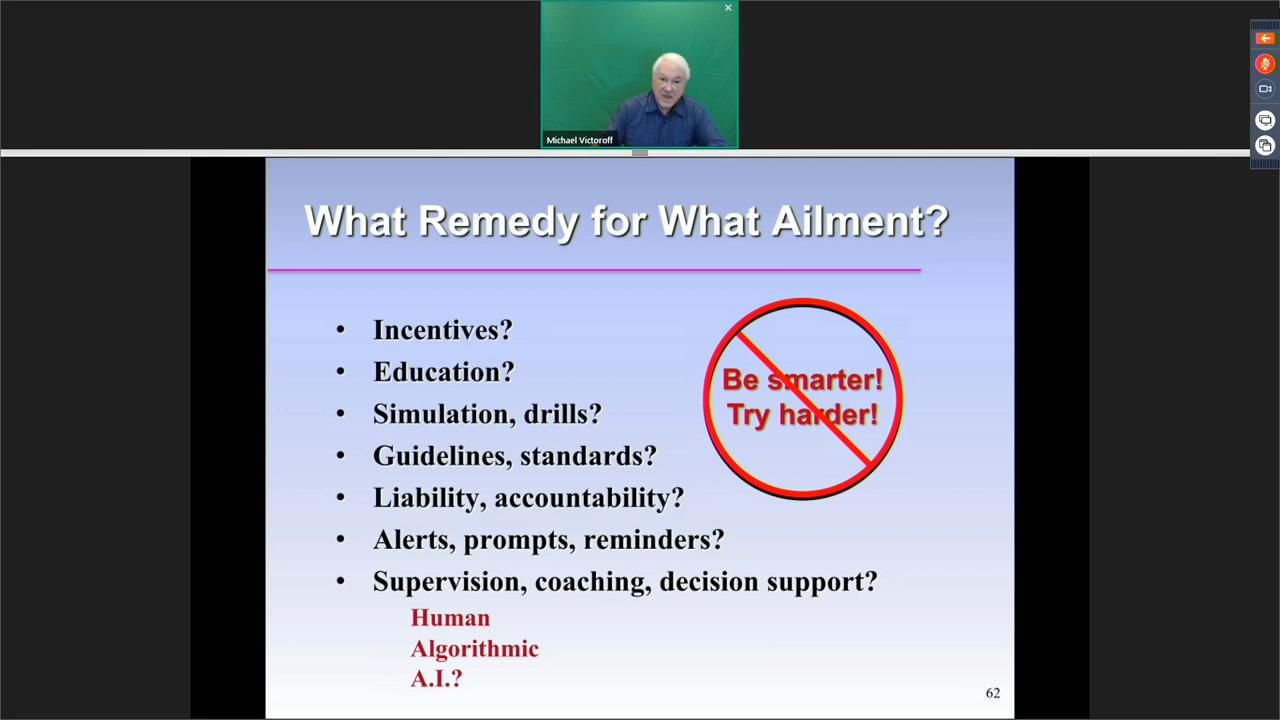 Michael Victoroff
What Remedy for What Ailment?
• Incentives?
• Education?
• Simulation, drills?
• Guidelines, standards?
• Liability, accountability?
• Alerts, prompts, reminders?
• Supervision, coaching, decision support?
Human
Algorithmic
A.I.?
Be smarter!
Try harder!
62